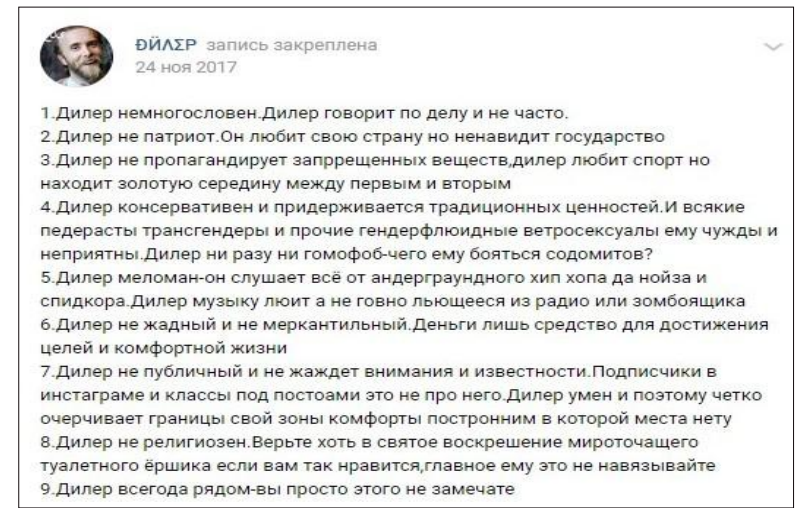 ÐЙΛΣР запись закреплена
24 ноя 2017
1.Дилер немногословен.Дилер говорит по делу и не часто.
2.Дилер не патриот.Он любит свою страну но ненавидит государство
3.Дилер не пропагандирует запррещенных веществ,дилер любит спорт но
находит золотую середину между первым и вторым
4.Дилер консервативен и придерживается традиционных ценностей.И всякие
педерасты трансгендеры и прочие гендерфлюидные ветросексуалы ему чужды и
неприятны.Дилер ни разу ни гомофоб-чего ему бояться содомитов?
5.Дилер меломан-он слушает всё от андерграундного хип хопа да нойза и
спидкора.Дилер музыку люит а не говно льющееся из радио или зомбоящика
6.Дилер не жадный и не меркантильный.Деньги лишь средство для достижения
целей и комфортной жизни
7.Дилер не публичный и не жаждет внимания и известности.Подписчики в
инстаграме и классы под постоами это не про него.Дилер умен и поэтому четко
очерчивает границы свой зоны комфорты постронним в которой места нету
8.Дилер не религиозен.Верьте хоть в святое воскрешение мироточащего
туалетного ёршика если вам так нравится,главное ему это не навязывайте
9.Дилер всегода рядом-вы просто этого не замечате